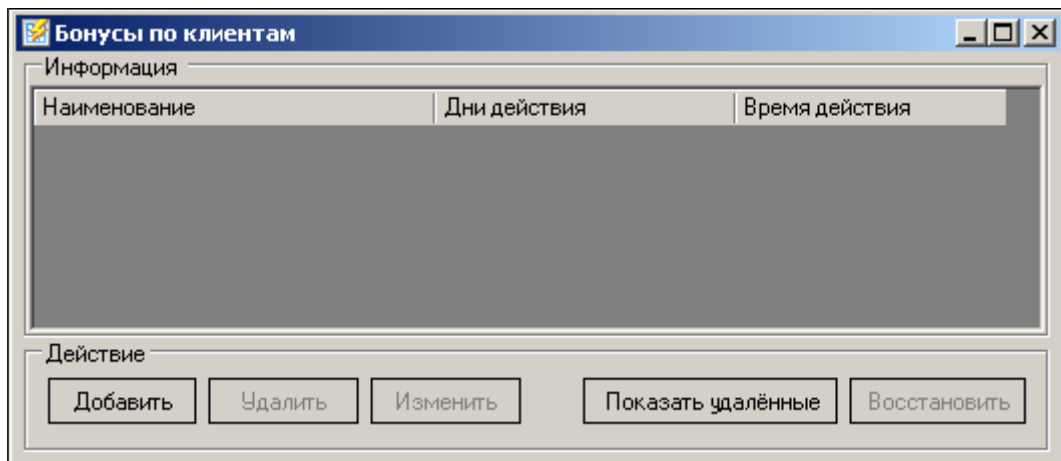 Бонусы по клиентам
Информация
Наименование Дни действия Время действия
Действие
Добавить Удалить Изменить Показать удалённые Восстановить